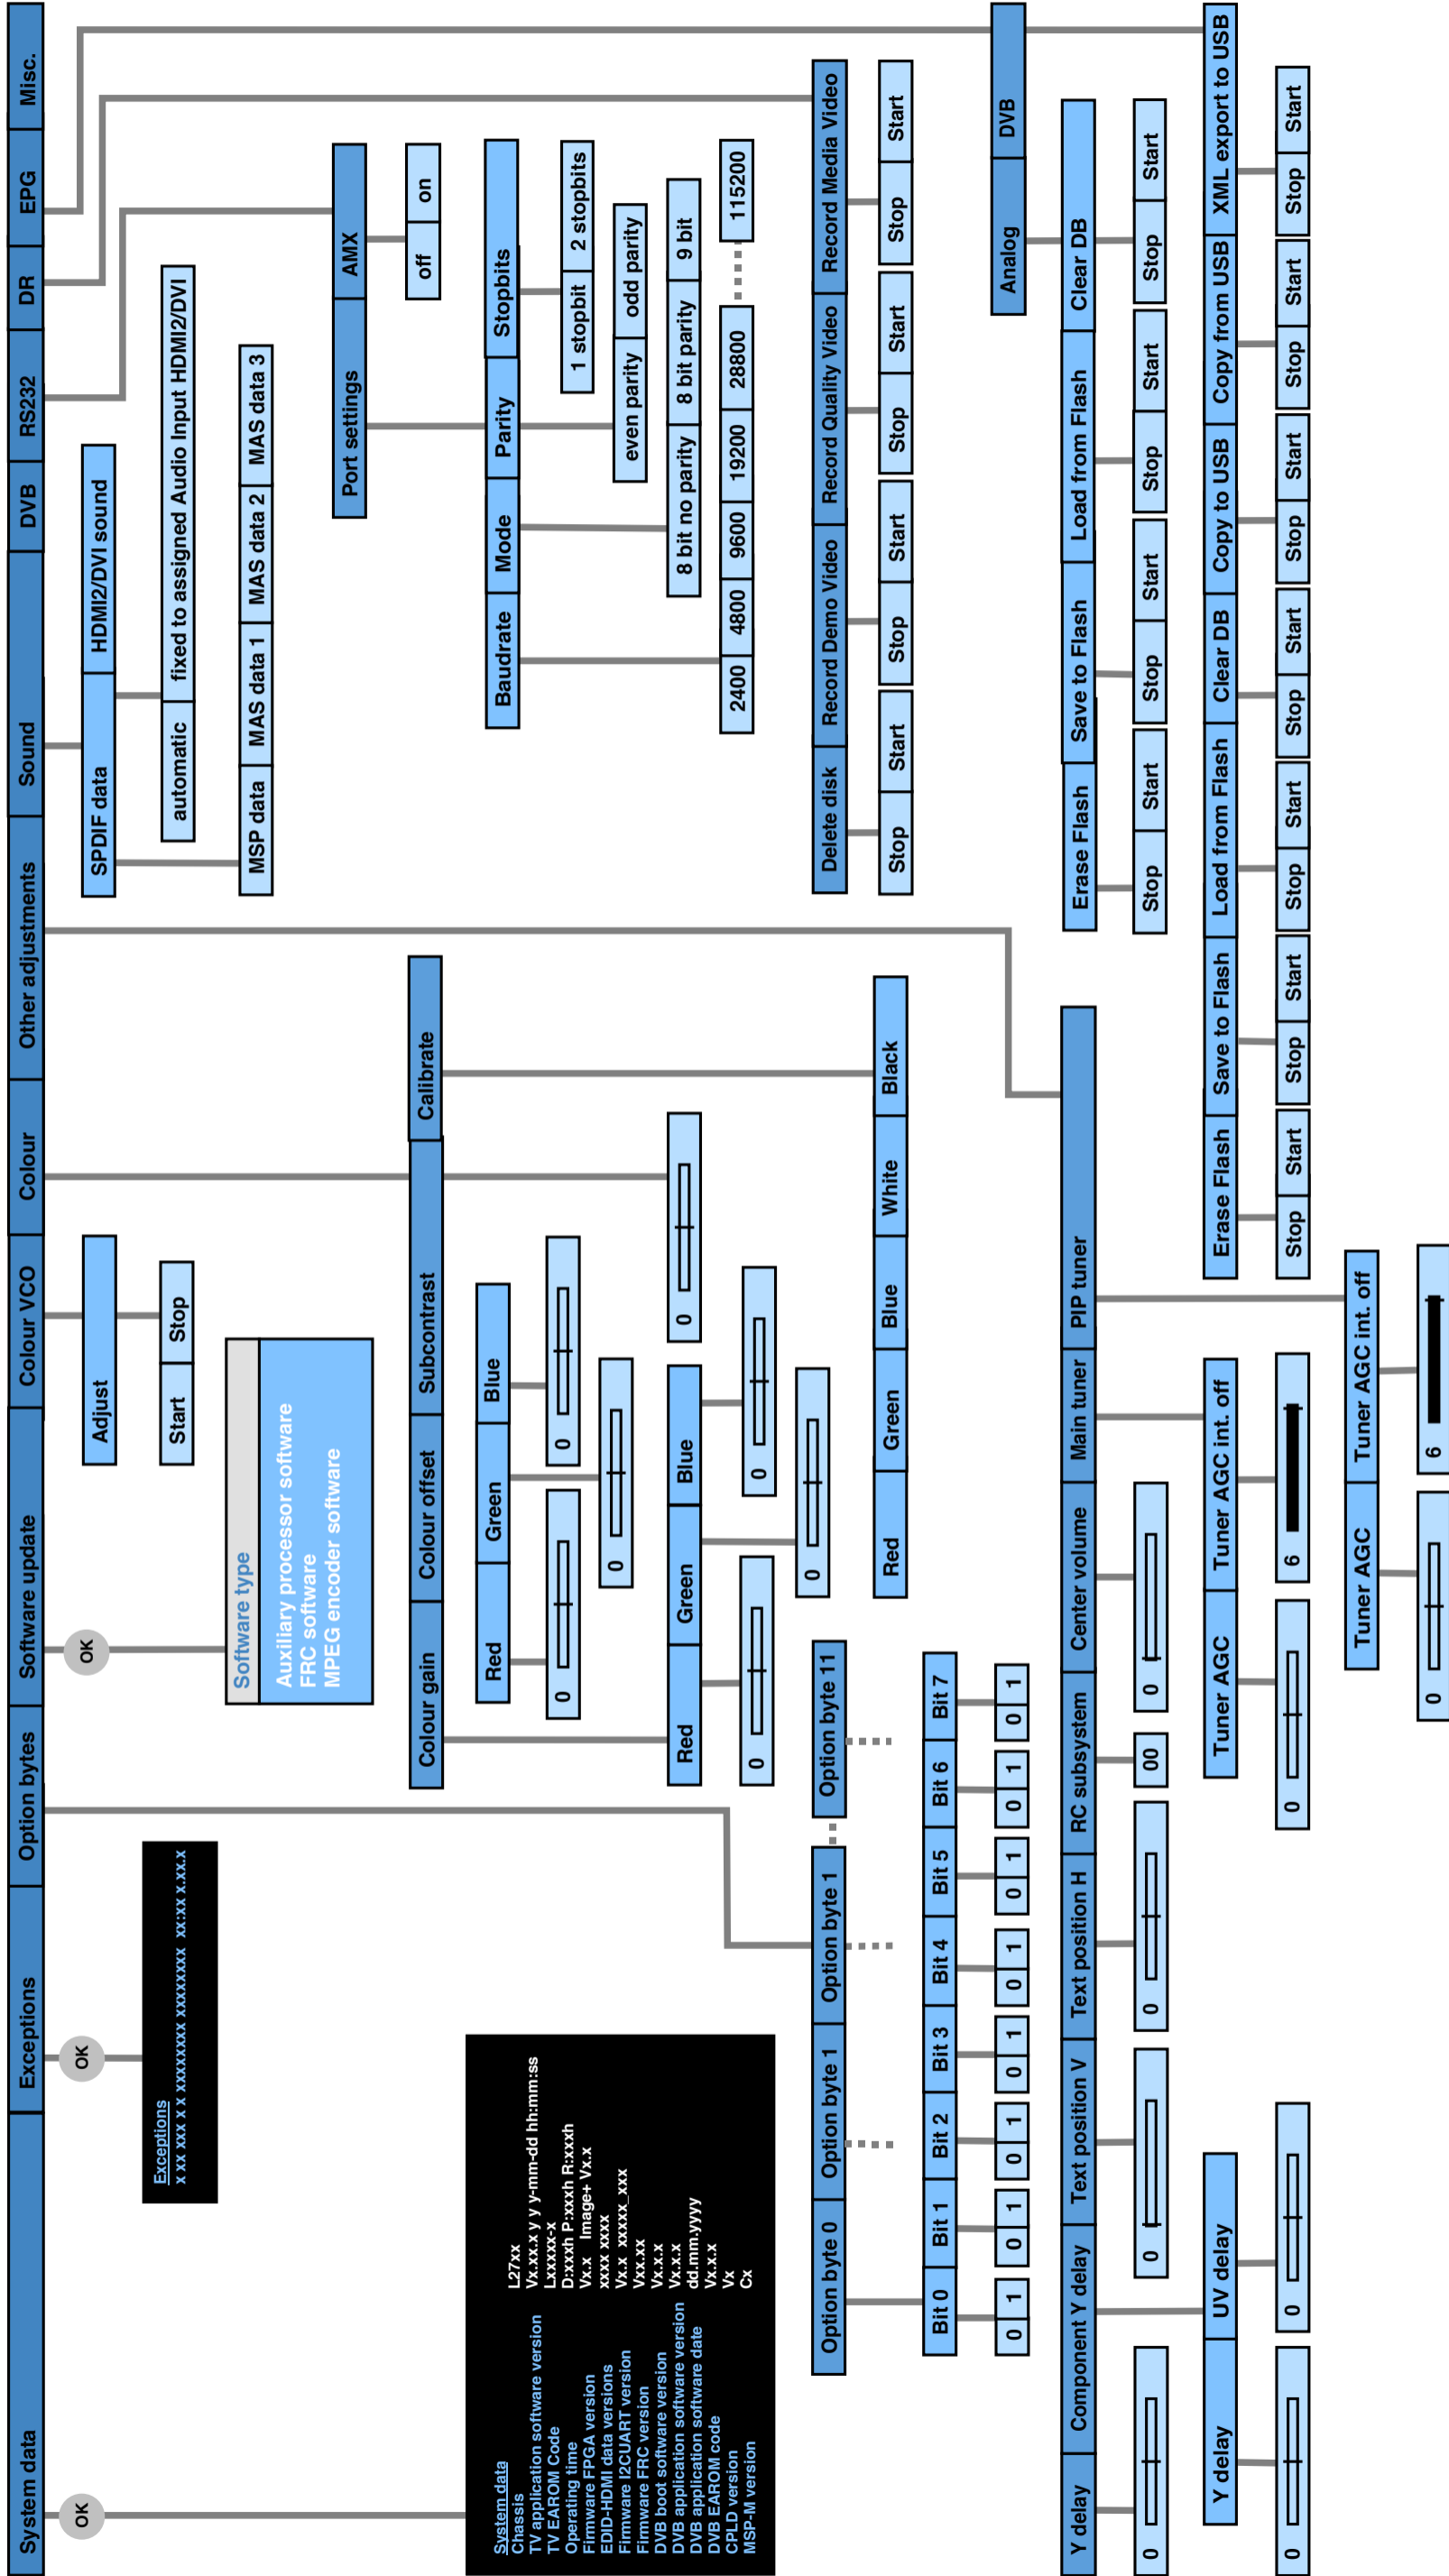 System data Exceptions Option bytes Software update Colour VCO Colour Other adjustments Sound DVB RS232 DR EPG Misc.
OK
OK
OK
Exceptions
x xx xxx x x xxxxxxxx xxxxxxxx xx:xx x.xx.x
System data
Chassis L27xx
TV application software version Vx.xx.x y y y-mm-dd hh:mm:ss
TV EAROM Code Lxxxxx-x
Operating time D:xxxh P:xxxh R:xxxh
Firmware FPGA version Vx.x Image+ Vx.x
EDID-HDMI data versions xxxx xxxx
Firmware I2CUART version Vx.x xxxxx_xxx
Firmware FRC version Vxx.xx
DVB boot software version Vx.x.x
DVB application software version Vx.x.x
DVB application software date dd.mm.yyyy
DVB EAROM code Vx.x.x
CPLD version Vx
MSP-M version Cx
Software type
Auxiliary processor software
FRC software
MPEG encoder software
Adjust
Start Stop
SPDIF data HDMI2/DVI sound
automatic fixed to assigned Audio Input HDMI2/DVI
MSP data MAS data 1 MAS data 2 MAS data 3
Port settings AMX
off on
Baudrate Mode Parity Stopbits
1 stopbit 2 stopbits
even parity odd parity
8 bit no parity 8 bit parity 9 bit
2400 4800 9600 19200 28800 115200
Colour gain Colour offset Subcontrast Calibrate
Red Green Blue
0 0
0
0
Red Green Blue
0 0
0
Red Green Blue White Black
Delete disk Record Demo Video Record Quality Video Record Media Video
Stop Start Stop Start Stop Start Stop Start
Option byte 0 Option byte 1 Option byte 1 Option byte 11
Bit 0 Bit 1 Bit 2 Bit 3 Bit 4 Bit 5 Bit 6 Bit 7
0 1 0 1 0 1 0 1 0 1 0 1 0 1 0 1
Analog DVB
Erase Flash Save to Flash Load from Flash Clear DB
Stop Start Stop Start Stop Start Stop Start
Y delay Component Y delay Text position V Text position H RC subsystem Center volume Main tuner PIP tuner
0 0 0 00 0
Y delay UV delay
0 0
Tuner AGC Tuner AGC int. off
0 6
Erase Flash Save to Flash Load from Flash Clear DB Copy to USB Copy from USB XML export to USB
Stop Start Stop Start Stop Start Stop Start Stop Start Stop Start Stop Start
Tuner AGC Tuner AGC int. off
0 6